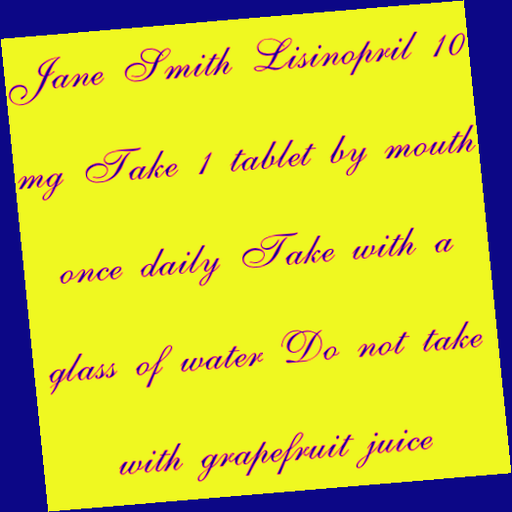 Jane Smith Lisinopril 10
mg Take 1 tablet by mouth
once daily Take with a
glass of water Do not take
with grapefruit juice